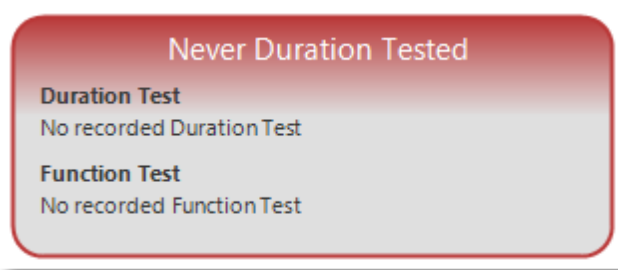 Never Duration Tested
Duration Test
No recorded Duration Test
Function Test
No recorded Function Test